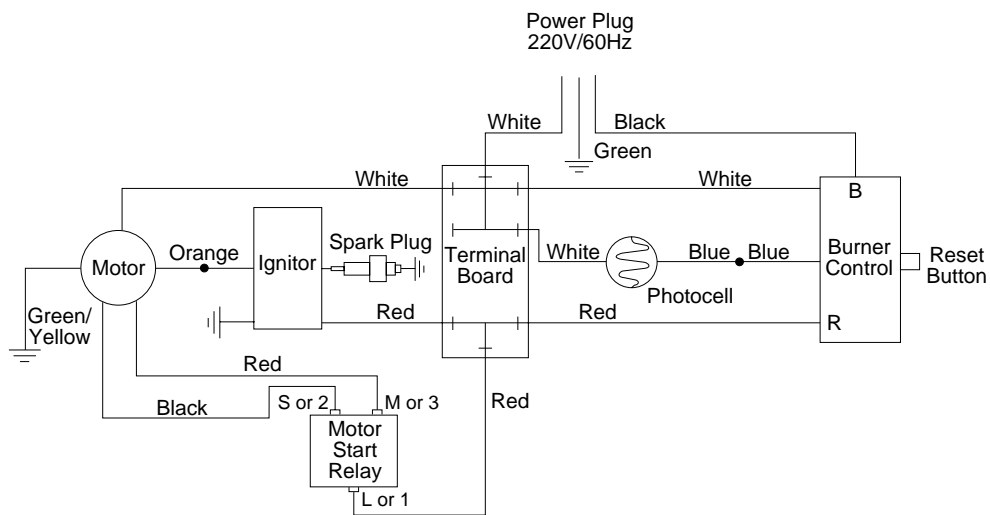 Power Plug
220V/60Hz
White
Black
Green
White
White
B
Orange
Ignitor
Spark Plug
Motor
Terminal
Board
White
Blue
Blue
Burner
Control
Reset
Button
Photocell
Green/
Yellow
Red
Red
R
Red
Black
S or 2
M or 3
Red
Motor
Start
Relay
L or 1